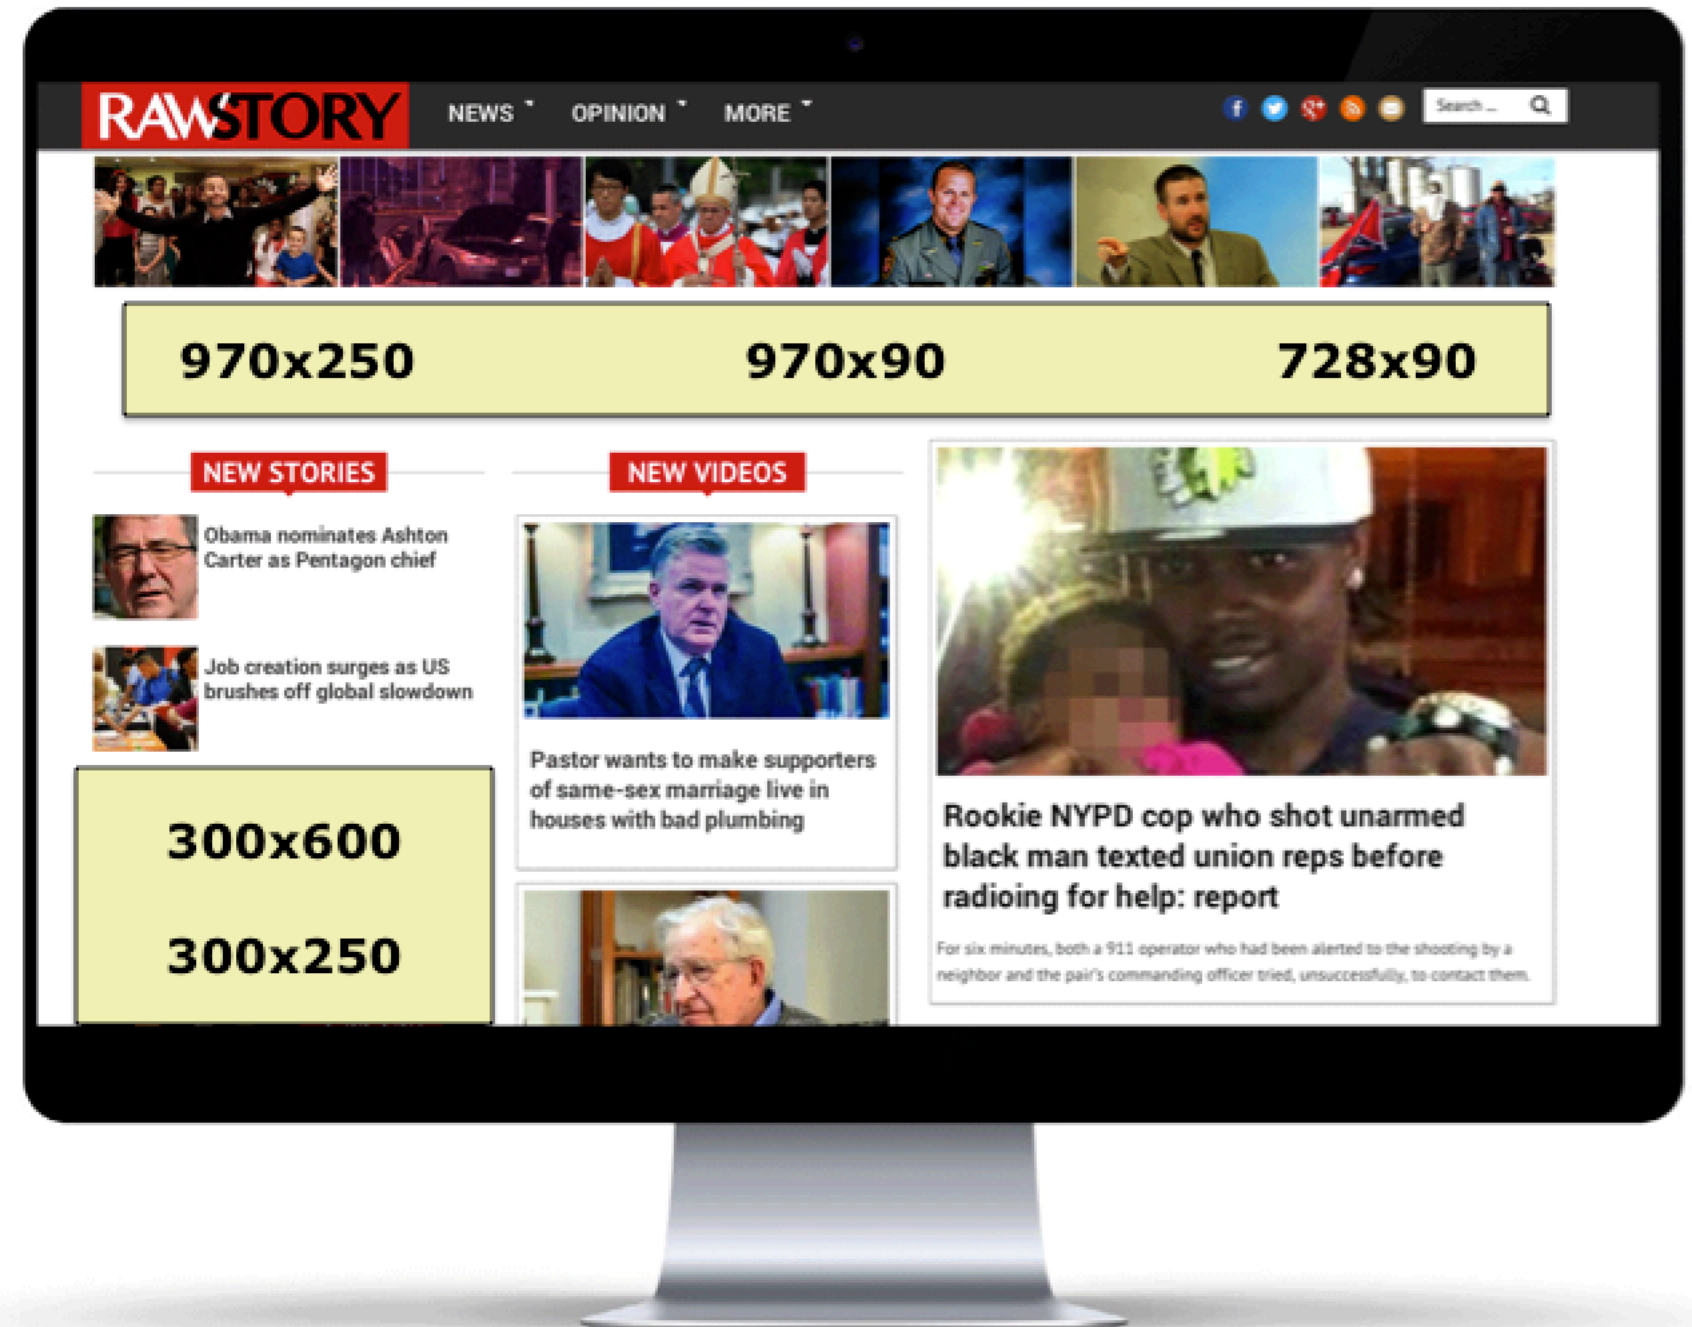 RAWSTORY
NEWS OPINION MORE
Search ...
970x250 970x90 728x90
NEW STORIES
Obama nominates Ashton
Carter as Pentagon chief
Job creation surges as US
brushes off global slowdown
300x600
300x250
NEW VIDEOS
Pastor wants to make supporters
of same-sex marriage live in
houses with bad plumbing
Rookie NYPD cop who shot unarmed
black man texted union reps before
radioing for help: report
For six minutes, both a 911 operator who had been alerted to the shooting by a
neighbor and the pair's commanding officer tried, unsuccessfully, to contact them.